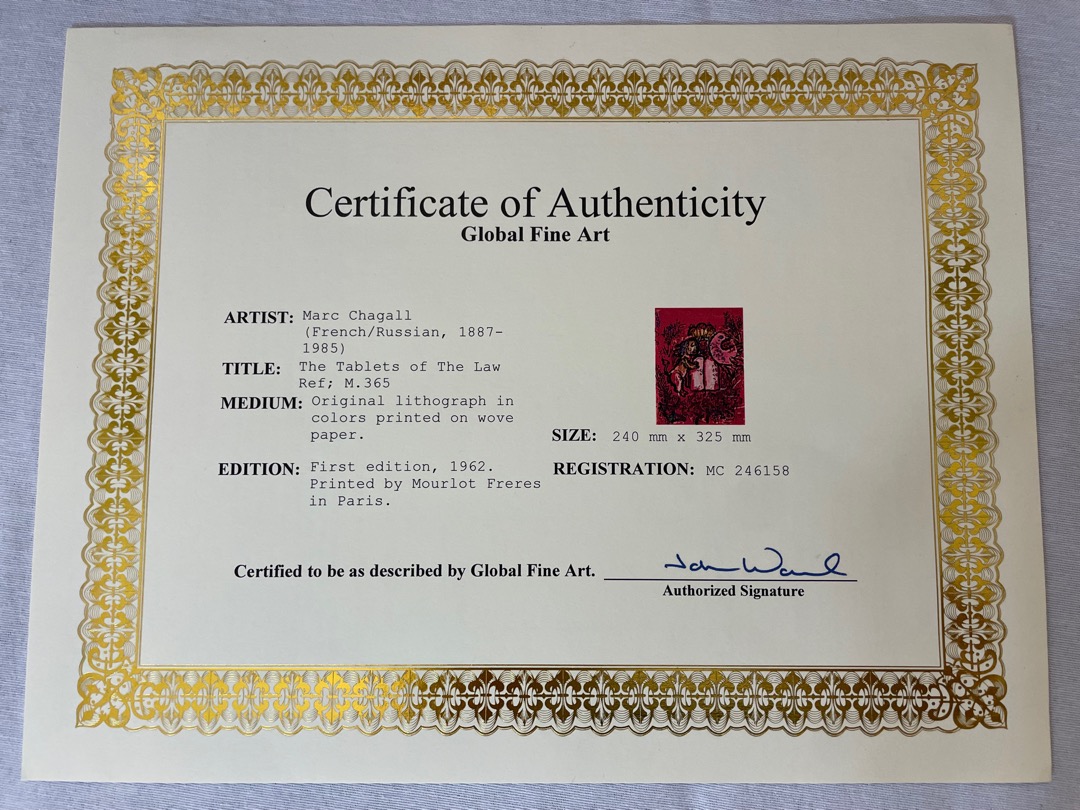 Certificate of Authenticity
Global Fine Art
ARTIST: Marc Chagall
(French/Russian, 1887-
1985)
TITLE: The Tablets of The Law
Ref; M.365
MEDIUM: Original lithograph in
colors printed on wove
paper.
SIZE: 240 mm x 325 mm
EDITION: First edition, 1962.
Printed by Mourlot Freres
in Paris.
REGISTRATION: MC 246158
Certified to be as described by Global Fine Art.
Authorized Signature